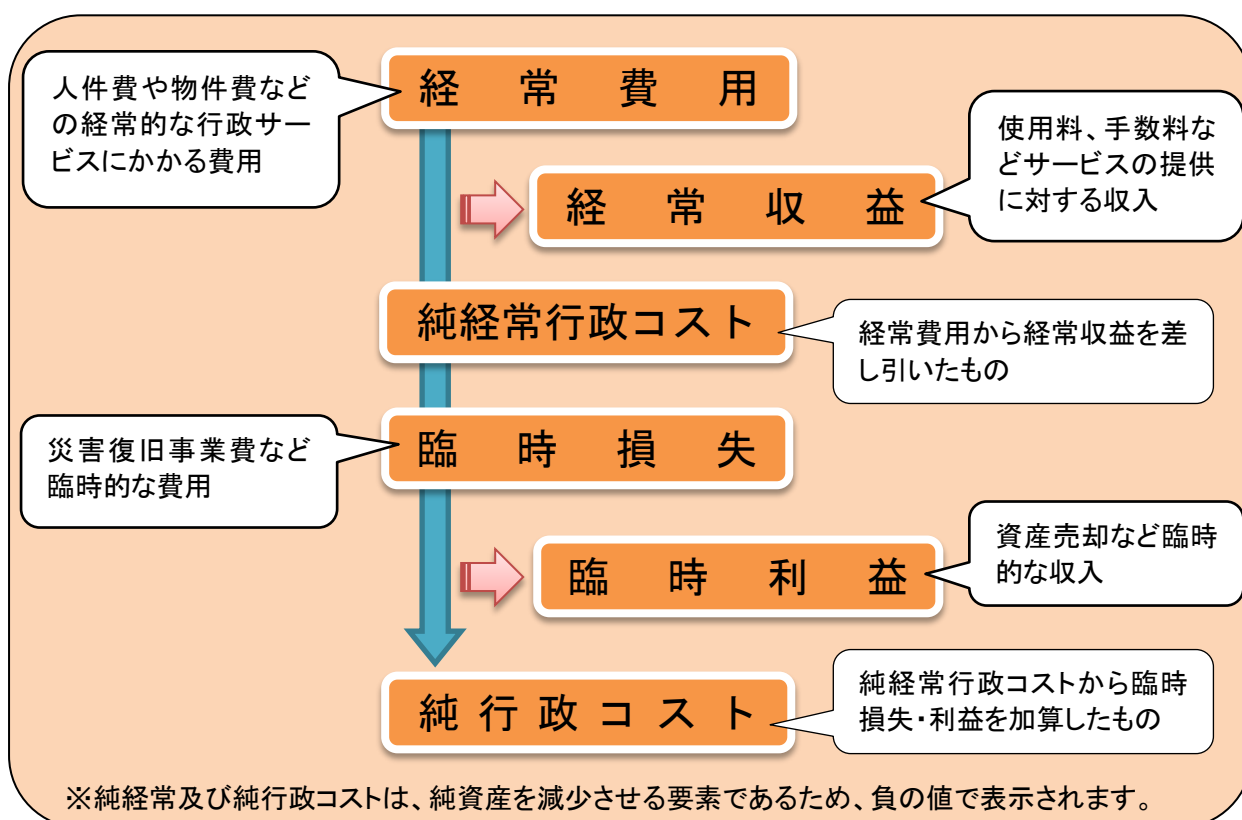 経常費用
人件費や物件費など
の経常的な行政サー
ビスにかかる費用
経常収益
使用料、手数料な
どサービスの提供
に対する収入
純経常行政コスト
経常費用から経常収益を差
し引いたもの
臨時損失
災害復旧事業費など
臨時的な費用
臨時利益
資産売却など臨時
的な収入
純行政コスト
純経常行政コストから臨時
損失・利益を加算したもの
※純経常及び純行政コストは、純資産を減少させる要素であるため、負の値で表示されます。